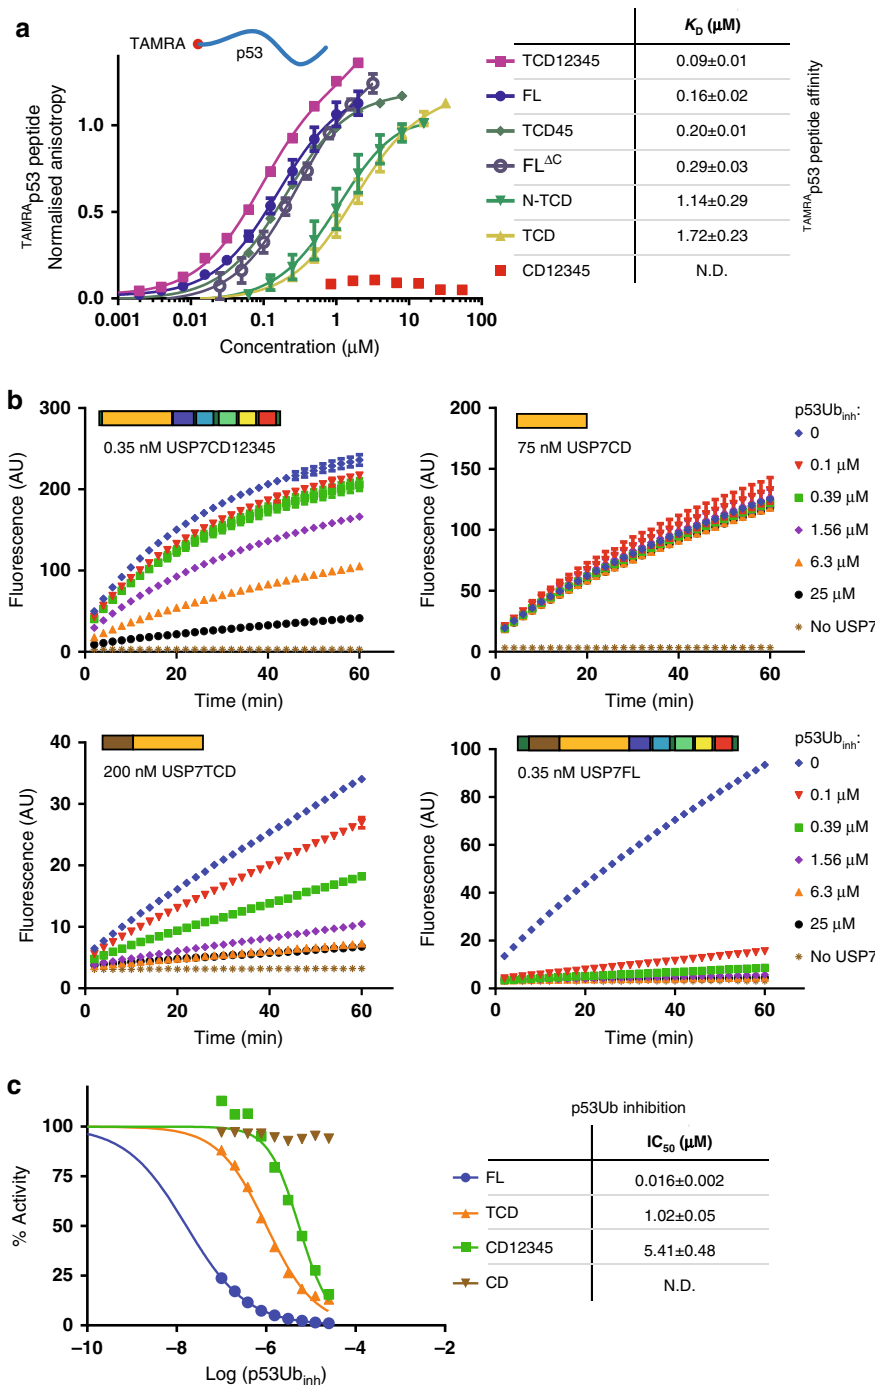 a
TAMRA
p53
TAMRAp53 peptide
Normalised anisotropy
1.0
0.5
0.0
0.001
0.01
0.1
1
10
100
Concentration (μM)
KD (μM)
TCD12345 0.09±0.01
FL 0.16±0.02
TCD45 0.20±0.01
FLΔC 0.29±0.03
N-TCD 1.14±0.29
TCD 1.72±0.23
CD12345 N.D.
TAMRAp53 peptide affinity
b
Fluorescence (AU)
300
200
100
0
0.35 nM USP7CD12345
0 20 40 60
Time (min)
Fluorescence (AU)
200
150
100
50
0
75 nM USP7CD
0 20 40 60
Time (min)
p53Ubinh:
0
0.1 μM
0.39 μM
1.56 μM
6.3 μM
25 μM
No USP7
Fluorescence (AU)
40
30
20
10
0
200 nM USP7TCD
0 20 40 60
Time (min)
Fluorescence (AU)
100
80
60
40
20
0
0.35 nM USP7FL
0 20 40 60
Time (min)
p53Ubinh:
0
0.1 μM
0.39 μM
1.56 μM
6.3 μM
25 μM
No USP7
c
% Activity
100
75
50
25
0
–10 –8 –6 –4 –2
Log (p53Ubinh)
p53Ub inhibition
IC50 (μM)
FL 0.016±0.002
TCD 1.02±0.05
CD12345 5.41±0.48
CD N.D.